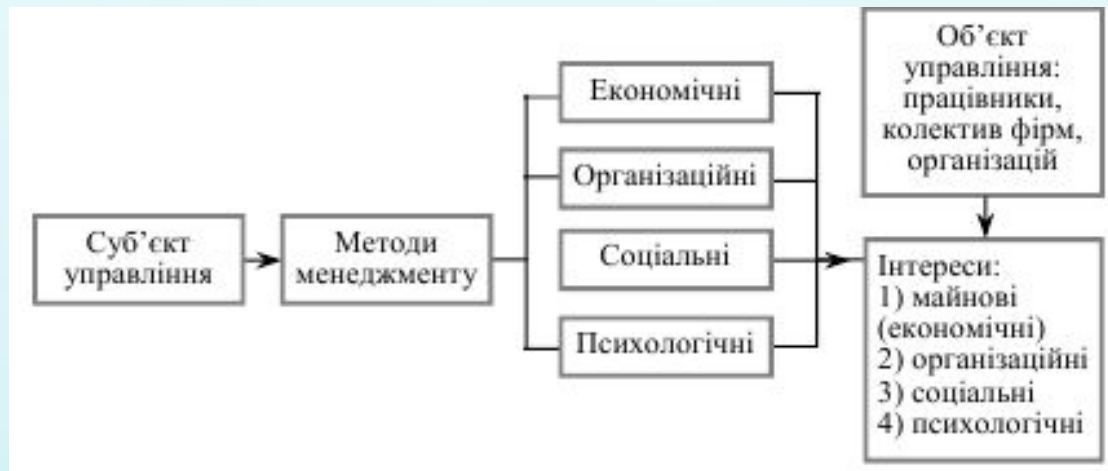 Суб’єкт
управління
Методи
менеджменту
Економічні
Організаційні
Соціальні
Психологічні
Об’єкт
управління:
працівники,
колектив фірм,
організацій
Інтереси:
1) майнові
(економічні)
2) організаційні
3) соціальні
4) психологічні